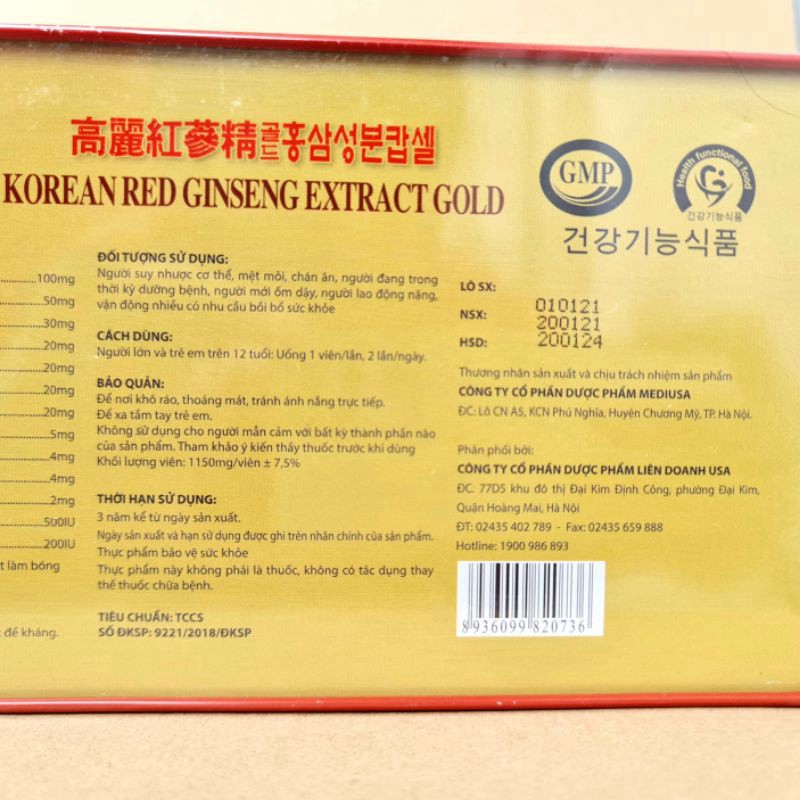 高麗紅蔘精골드홍삼성분캅셀
KOREAN RED GINSENG EXTRACT GOLD
GMP
Health functional food
건강기능식품
건강기능식품
100mg
50mg
30mg
20mg
20mg
20mg
20mg
5mg
4mg
4mg
2mg
500IU
200IU
t làm bóng
đề kháng.
ĐỐI TƯỢNG SỬ DỤNG:
Người suy nhược cơ thể, mệt mỏi, chán ăn, người đang trong
thời kỳ dưỡng bệnh, người mới ốm dậy, người lao động nặng,
vận động nhiều có nhu cầu bồi bổ sức khỏe
CÁCH DÙNG:
Người lớn và trẻ em trên 12 tuổi: Uống 1 viên/lần, 2 lần/ngày.
BẢO QUẢN:
Để nơi khô ráo, thoáng mát, tránh ánh nắng trực tiếp.
Để xa tầm tay trẻ em.
Không sử dụng cho người mẫn cảm với bất kỳ thành phần nào
của sản phẩm. Tham khảo ý kiến thầy thuốc trước khi dùng
Khối lượng viên: 1150mg/viên ± 7,5%
THỜI HẠN SỬ DỤNG:
3 năm kể từ ngày sản xuất.
Ngày sản xuất và hạn sử dụng được ghi trên nhãn chính của sản phẩm.
Thực phẩm bảo vệ sức khỏe
Thực phẩm này không phải là thuốc, không có tác dụng thay
thế thuốc chữa bệnh.
TIÊU CHUẨN: TCCS
SỐ ĐKSP: 9221/2018/ĐKSP
LÔ SX: 010121
NSX: 200121
HSD: 200124
Thương nhân sản xuất và chịu trách nhiệm sản phẩm
CÔNG TY CỔ PHẦN DƯỢC PHẨM MEDIUSA
ĐC: Lô CN A5, KCN Phú Nghĩa, Huyện Chương Mỹ, TP. Hà Nội.
Phân phối bởi:
CÔNG TY CỔ PHẦN DƯỢC PHẨM LIÊN DOANH USA
ĐC. 77D5 khu đô thị Đại Kim Định Công, phường Đại Kim,
Quận Hoàng Mai, Hà Nội
ĐT: 02435 402 789 - Fax: 02435 659 888
Hotline: 1900 986 893
8936099 820736